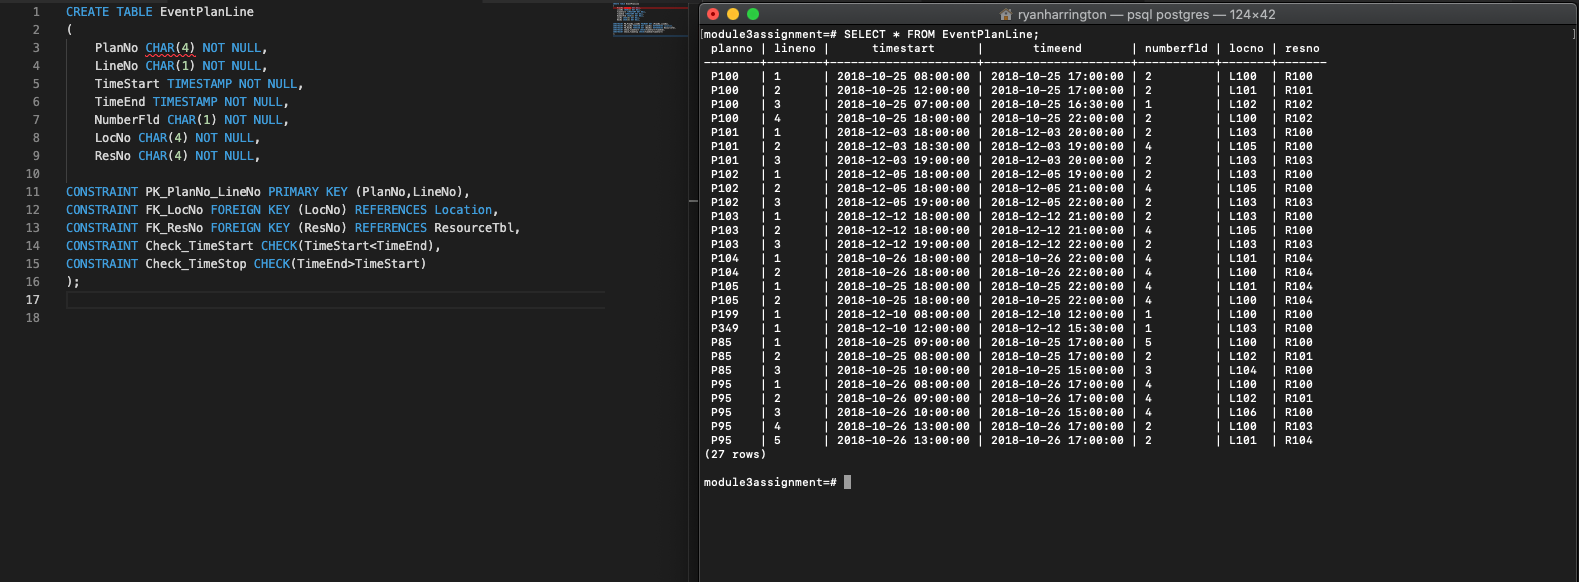 1 CREATE TABLE EventPlanLine
2 (
3 PlanNo CHAR(4) NOT NULL,
4 LineNo CHAR(1) NOT NULL,
5 TimeStart TIMESTAMP NOT NULL,
6 TimeEnd TIMESTAMP NOT NULL,
7 NumberFld CHAR(1) NOT NULL,
8 LocNo CHAR(4) NOT NULL,
9 ResNo CHAR(4) NOT NULL,
10
11 CONSTRAINT PK_PlanNo_LineNo PRIMARY KEY (PlanNo,LineNo),
12 CONSTRAINT FK_LocNo FOREIGN KEY (LocNo) REFERENCES Location,
13 CONSTRAINT FK_ResNo FOREIGN KEY (ResNo) REFERENCES ResourceTbl,
14 CONSTRAINT Check_TimeStart CHECK(TimeStart<TimeEnd),
15 CONSTRAINT Check_TimeStop CHECK(TimeEnd>TimeStart)
16 );
17
18
ryanharrington — psql postgres — 124×42
[module3assignment=# SELECT * FROM EventPlanLine; ]
planno | lineno | timestart | timeend | numberfld | locno | resno
--------+--------+---------------------+---------------------+-----------+-------+-------
P100 | 1 | 2018-10-25 08:00:00 | 2018-10-25 17:00:00 | 2 | L100 | R100
P100 | 2 | 2018-10-25 12:00:00 | 2018-10-25 17:00:00 | 2 | L101 | R101
P100 | 3 | 2018-10-25 07:00:00 | 2018-10-25 16:30:00 | 1 | L102 | R102
P100 | 4 | 2018-10-25 18:00:00 | 2018-10-25 22:00:00 | 2 | L100 | R102
P101 | 1 | 2018-12-03 18:00:00 | 2018-12-03 20:00:00 | 2 | L103 | R100
P101 | 2 | 2018-12-03 18:30:00 | 2018-12-03 19:00:00 | 4 | L105 | R100
P101 | 3 | 2018-12-03 19:00:00 | 2018-12-03 20:00:00 | 2 | L103 | R103
P102 | 1 | 2018-12-05 18:00:00 | 2018-12-05 19:00:00 | 2 | L103 | R100
P102 | 2 | 2018-12-05 18:00:00 | 2018-12-05 21:00:00 | 4 | L105 | R100
P102 | 3 | 2018-12-05 19:00:00 | 2018-12-05 22:00:00 | 2 | L103 | R103
P103 | 1 | 2018-12-12 18:00:00 | 2018-12-12 21:00:00 | 2 | L103 | R100
P103 | 2 | 2018-12-12 18:00:00 | 2018-12-12 21:00:00 | 4 | L105 | R100
P103 | 3 | 2018-12-12 19:00:00 | 2018-12-12 22:00:00 | 2 | L103 | R103
P104 | 1 | 2018-10-26 18:00:00 | 2018-10-26 22:00:00 | 4 | L101 | R104
P104 | 2 | 2018-10-26 18:00:00 | 2018-10-26 22:00:00 | 4 | L100 | R104
P105 | 1 | 2018-10-25 18:00:00 | 2018-10-25 22:00:00 | 4 | L101 | R104
P105 | 2 | 2018-10-25 18:00:00 | 2018-10-25 22:00:00 | 4 | L100 | R104
P199 | 1 | 2018-12-10 08:00:00 | 2018-12-10 12:00:00 | 1 | L100 | R100
P349 | 1 | 2018-12-10 12:00:00 | 2018-12-12 15:30:00 | 1 | L103 | R100
P85 | 1 | 2018-10-25 09:00:00 | 2018-10-25 17:00:00 | 5 | L100 | R100
P85 | 2 | 2018-10-25 08:00:00 | 2018-10-25 17:00:00 | 2 | L102 | R101
P85 | 3 | 2018-10-25 10:00:00 | 2018-10-25 15:00:00 | 3 | L104 | R100
P95 | 1 | 2018-10-26 08:00:00 | 2018-10-26 17:00:00 | 4 | L100 | R100
P95 | 2 | 2018-10-26 09:00:00 | 2018-10-26 17:00:00 | 4 | L102 | R101
P95 | 3 | 2018-10-26 10:00:00 | 2018-10-26 15:00:00 | 4 | L106 | R100
P95 | 4 | 2018-10-26 13:00:00 | 2018-10-26 17:00:00 | 2 | L100 | R103
P95 | 5 | 2018-10-26 13:00:00 | 2018-10-26 17:00:00 | 2 | L101 | R104
(27 rows)
module3assignment=#